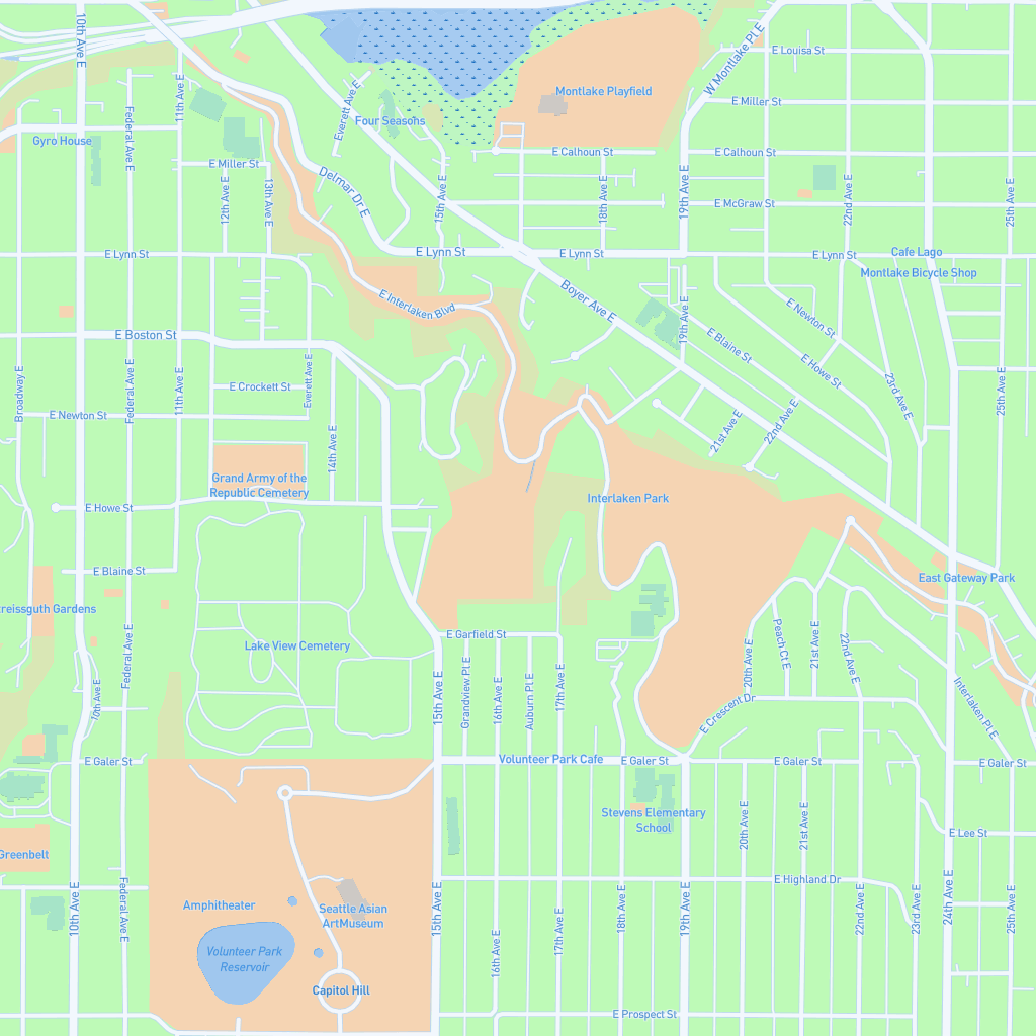 10th Ave E
E Louisa St
W Montlake Pl E
11th Ave E
Everett Ave E
Montlake Playfield
E Miller St
Federal Ave E
Four Seasons
Gyro House
E Calhoun St
E Calhoun St
E Miller St
Delmar Dr E
12th Ave E
13th Ave E
15th Ave E
18th Ave E
19th Ave E
22nd Ave E
25th Ave E
E McGraw St
E Lynn St
E Lynn St
E Lynn St
E Lynn St
Cafe Lago
Montlake Bicycle Shop
E Interlaken Blvd
Boyer Ave E
19th Ave E
E Newton St
E Boston St
E Blaine St
E Howe St
Broadway E
Federal Ave E
11th Ave E
Everett Ave E
E Crockett St
23rd Ave E
25th Ave E
E Newton St
14th Ave E
21st Ave E
22nd Ave E
Grand Army of the
Republic Cemetery
Interlaken Park
E Howe St
E Blaine St
East Gateway Park
treissguth Gardens
Lake View Cemetery
E Garfield St
Federal Ave E
10th Ave E
15th Ave E
Grandview Pl E
16th Ave E
Auburn Pl E
17th Ave E
20th Ave E
Peach Ct E
21st Ave E
22nd Ave E
E Crescent Dr
Interlaken Pl E
E Galer St
Volunteer Park Cafe
E Galer St
E Galer St
E Galer St
Stevens Elementary
School
20th Ave E
21st Ave E
E Lee St
Greenbelt
E Highland Dr
10th Ave E
Federal Ave E
Amphitheater
Seattle Asian
ArtMuseum
15th Ave E
16th Ave E
17th Ave E
18th Ave E
19th Ave E
22nd Ave E
23rd Ave E
24th Ave E
25th Ave E
Volunteer Park
Reservoir
Capitol Hill
E Prospect St